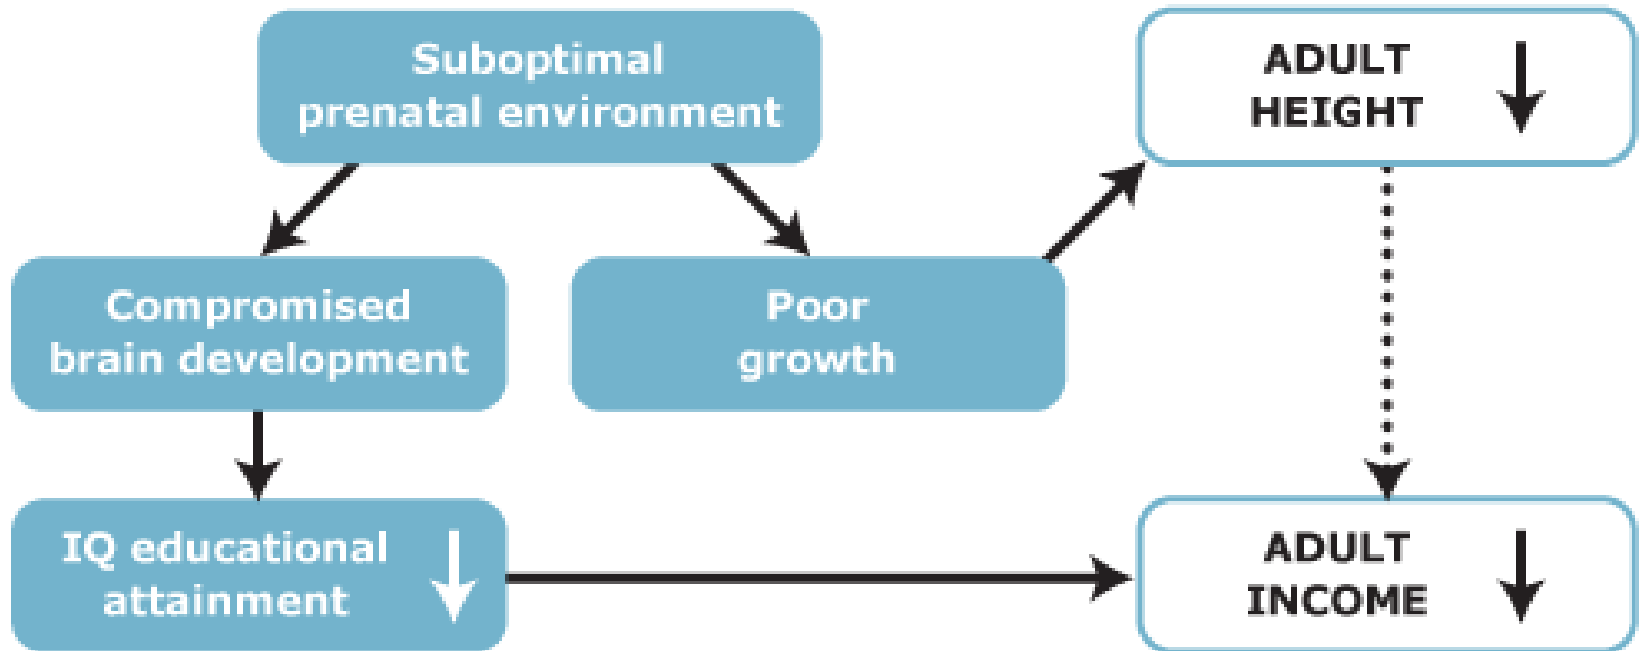 Suboptimal
prenatal environment
ADULT
HEIGHT
Compromised
brain development
Poor
growth
IQ educational
attainment
ADULT
INCOME